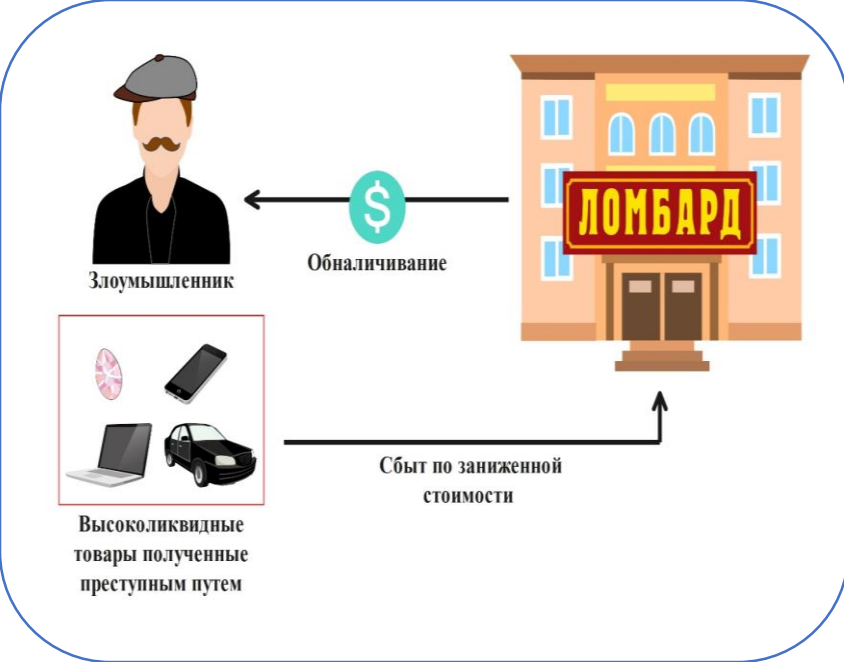 ЛОМБАРД
$
Обналичивание
Злоумышленник
Сбыт по заниженной
стоимости
Высоколиквидные
товары полученные
преступным путем